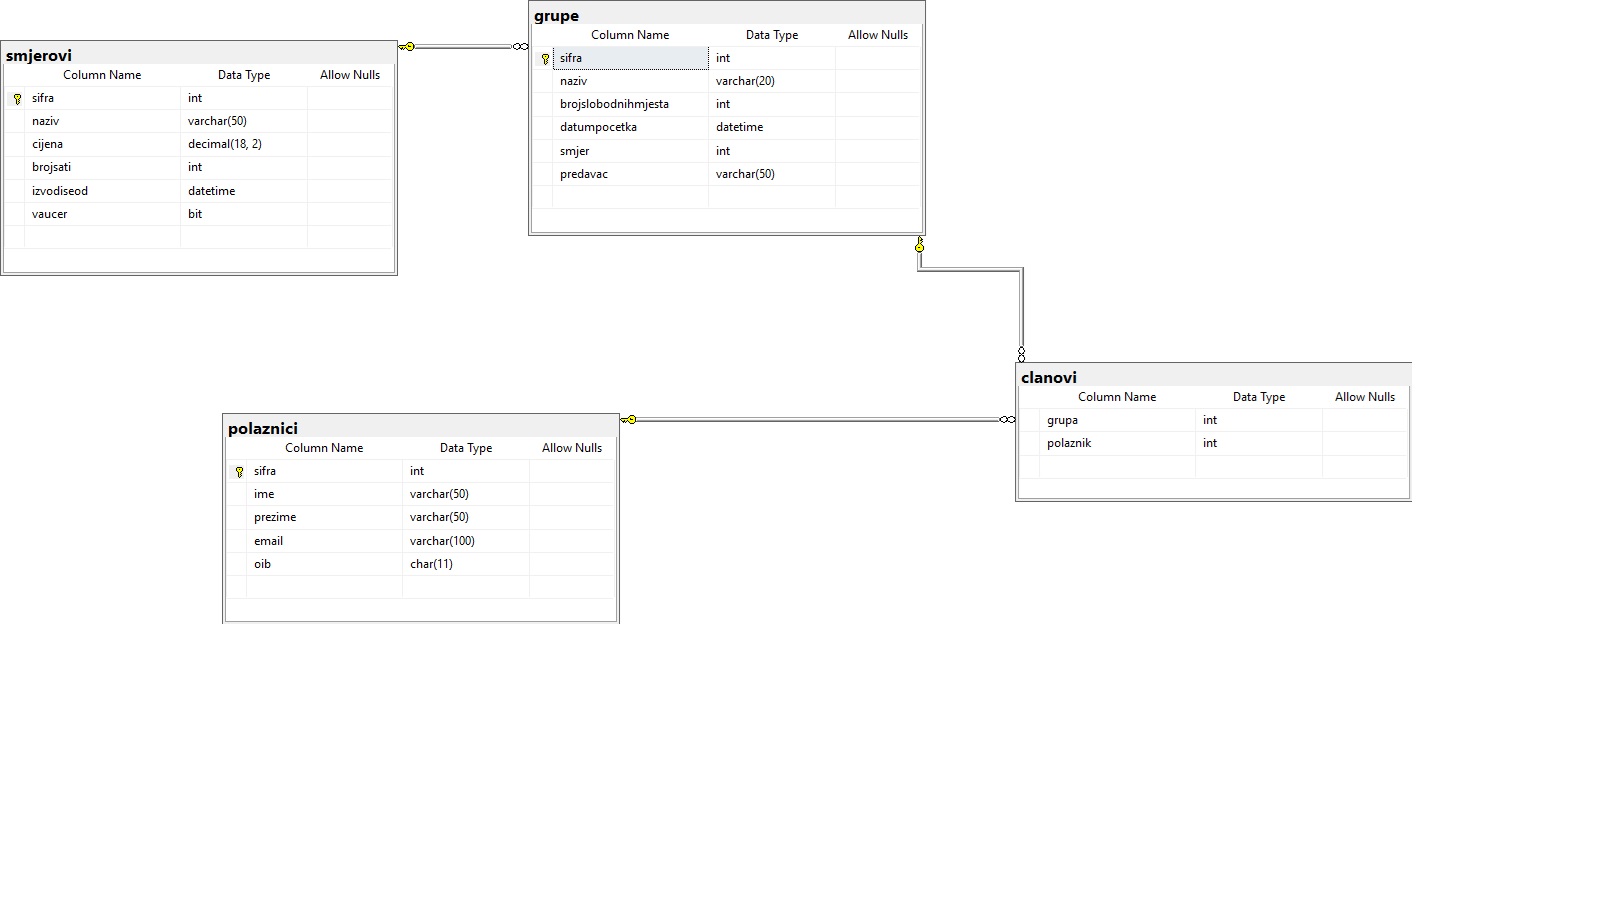 smjerovi
Column Name Data Type Allow Nulls
sifra int
naziv varchar(50)
cijena decimal(18, 2)
brojsati int
izvodiseod datetime
vaucer bit
grupe
Column Name Data Type Allow Nulls
sifra int
naziv varchar(20)
brojslobodnihmjesta int
datumpocetka datetime
smjer int
predavac varchar(50)
polaznici
Column Name Data Type Allow Nulls
sifra int
ime varchar(50)
prezime varchar(50)
email varchar(100)
oib char(11)
clanovi
Column Name Data Type Allow Nulls
grupa int
polaznik int